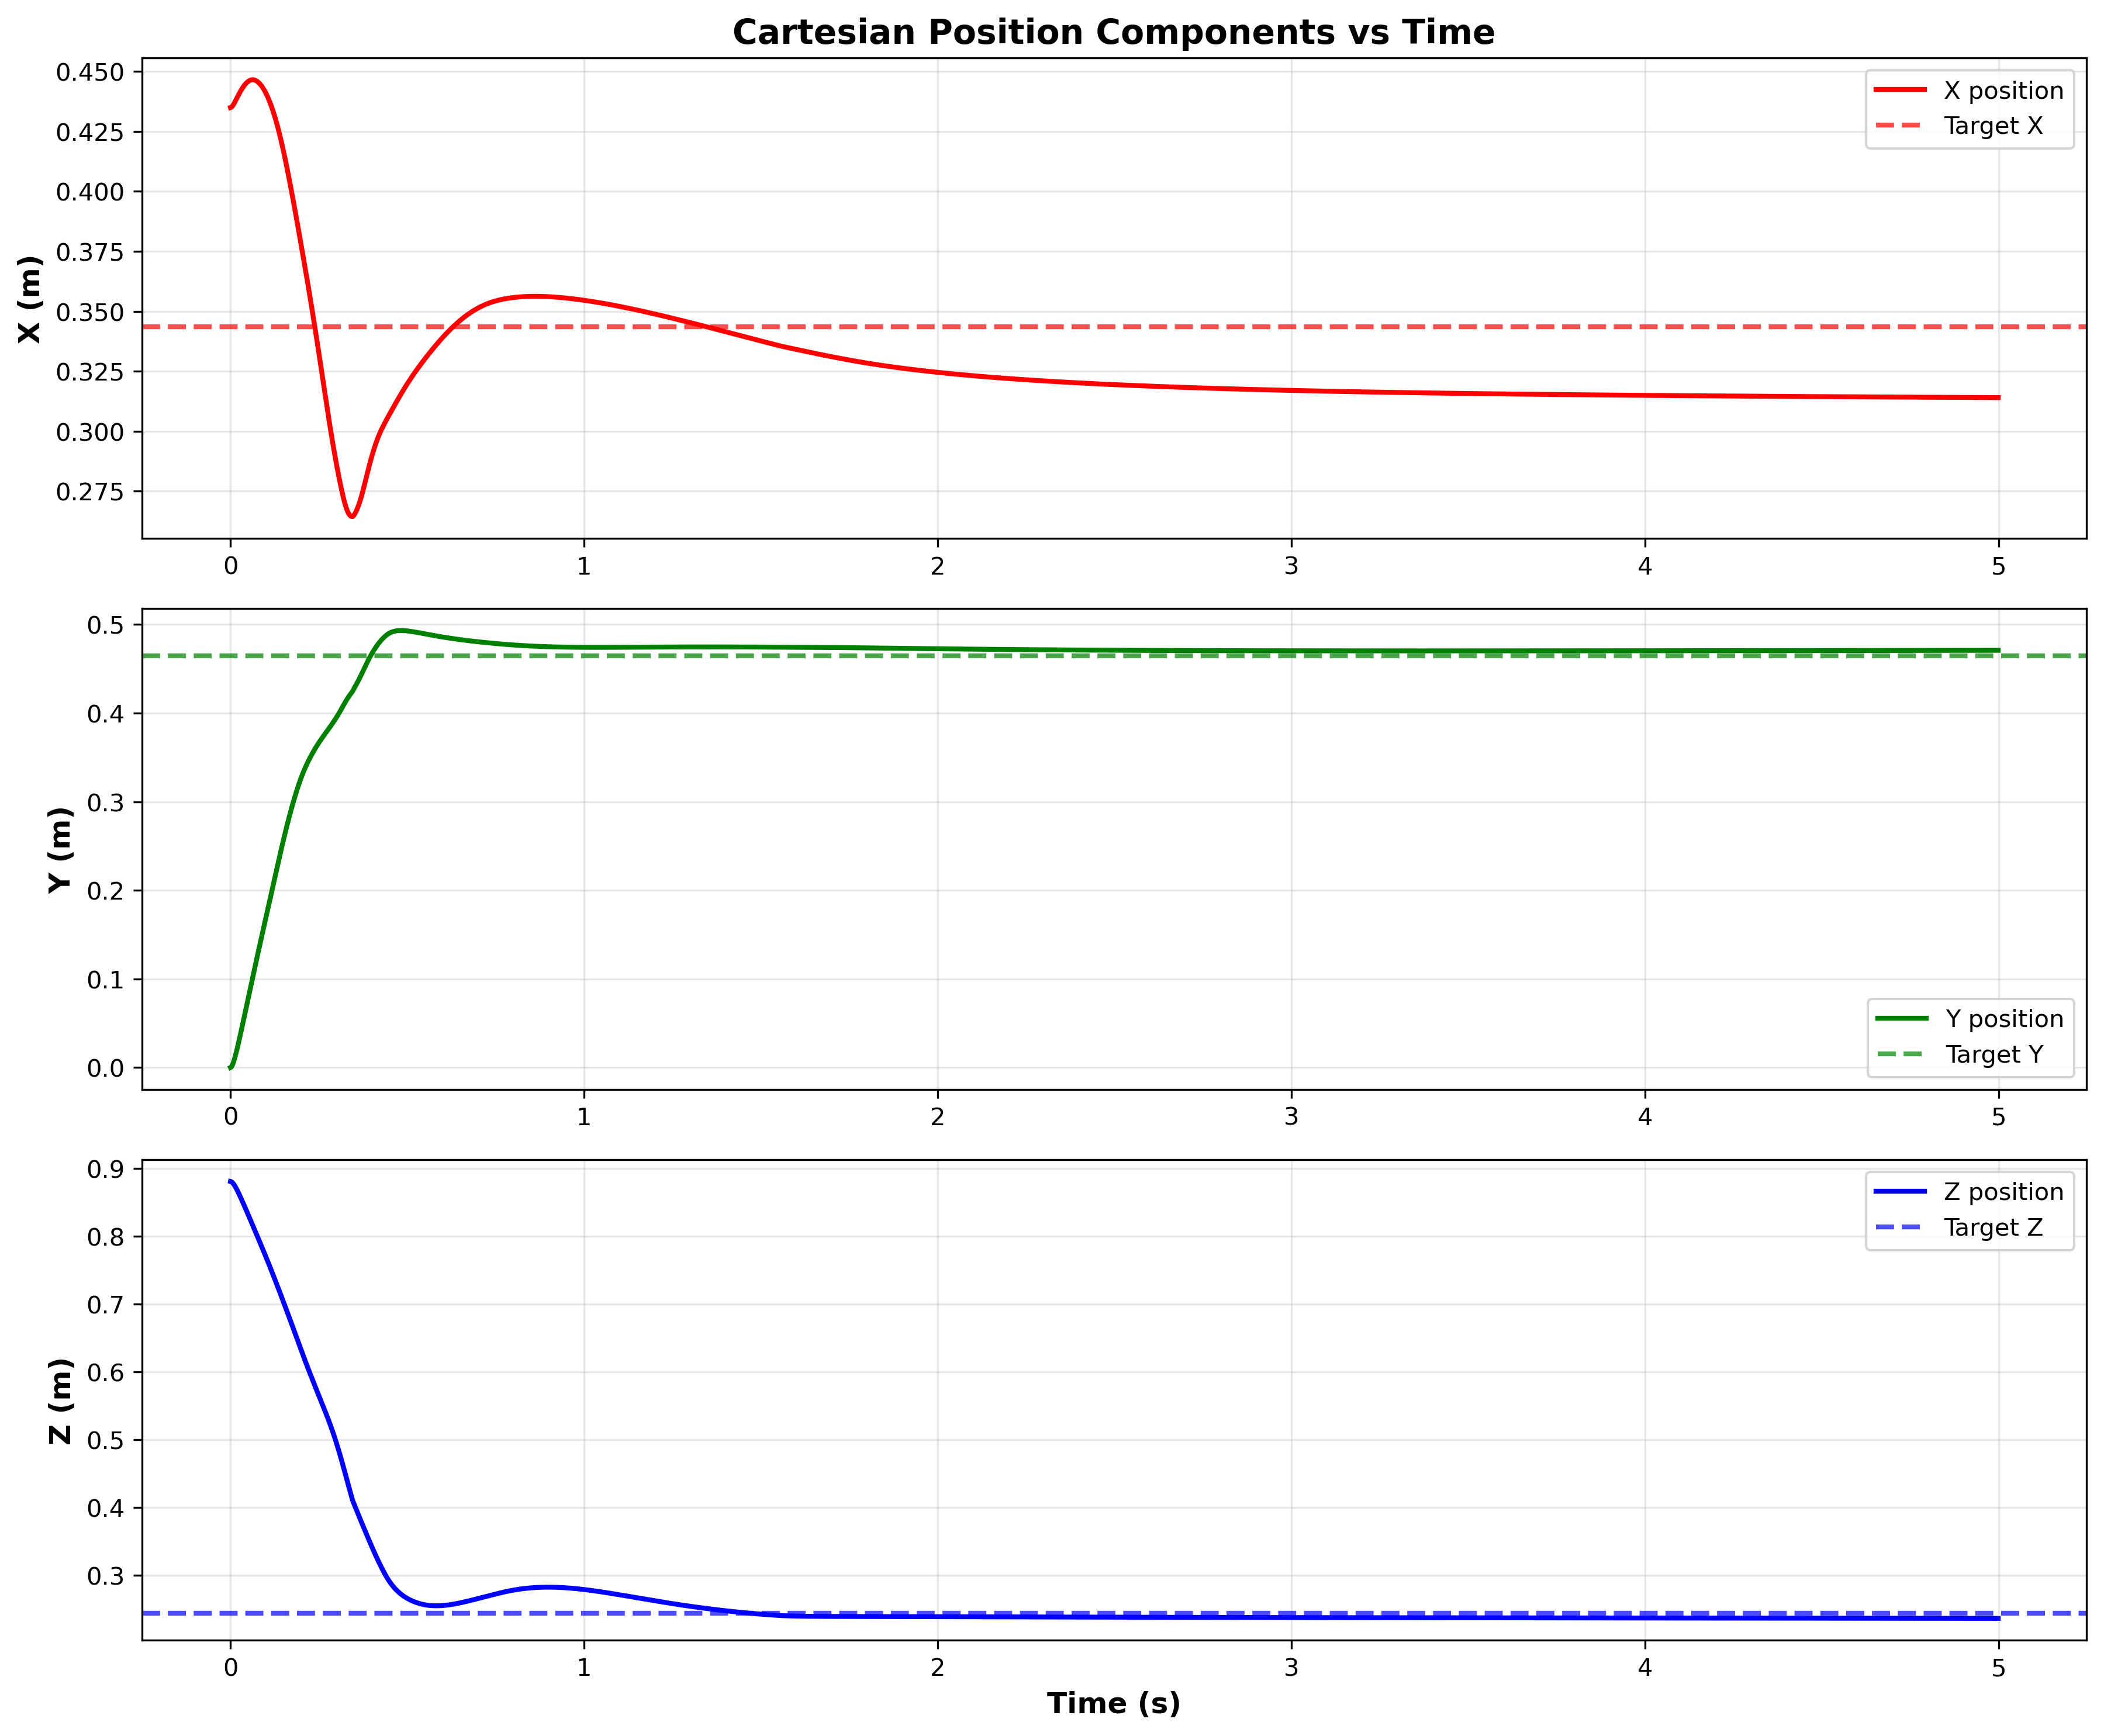 Cartesian Position Components vs Time
X (m)
0.450
0.425
0.400
0.375
0.350
0.325
0.300
0.275
X position
Target X
0 1 2 3 4 5
Y (m)
0.5
0.4
0.3
0.2
0.1
0.0
Y position
Target Y
0 1 2 3 4 5
Z (m)
0.9
0.8
0.7
0.6
0.5
0.4
0.3
Z position
Target Z
0 1 2 3 4 5
Time (s)